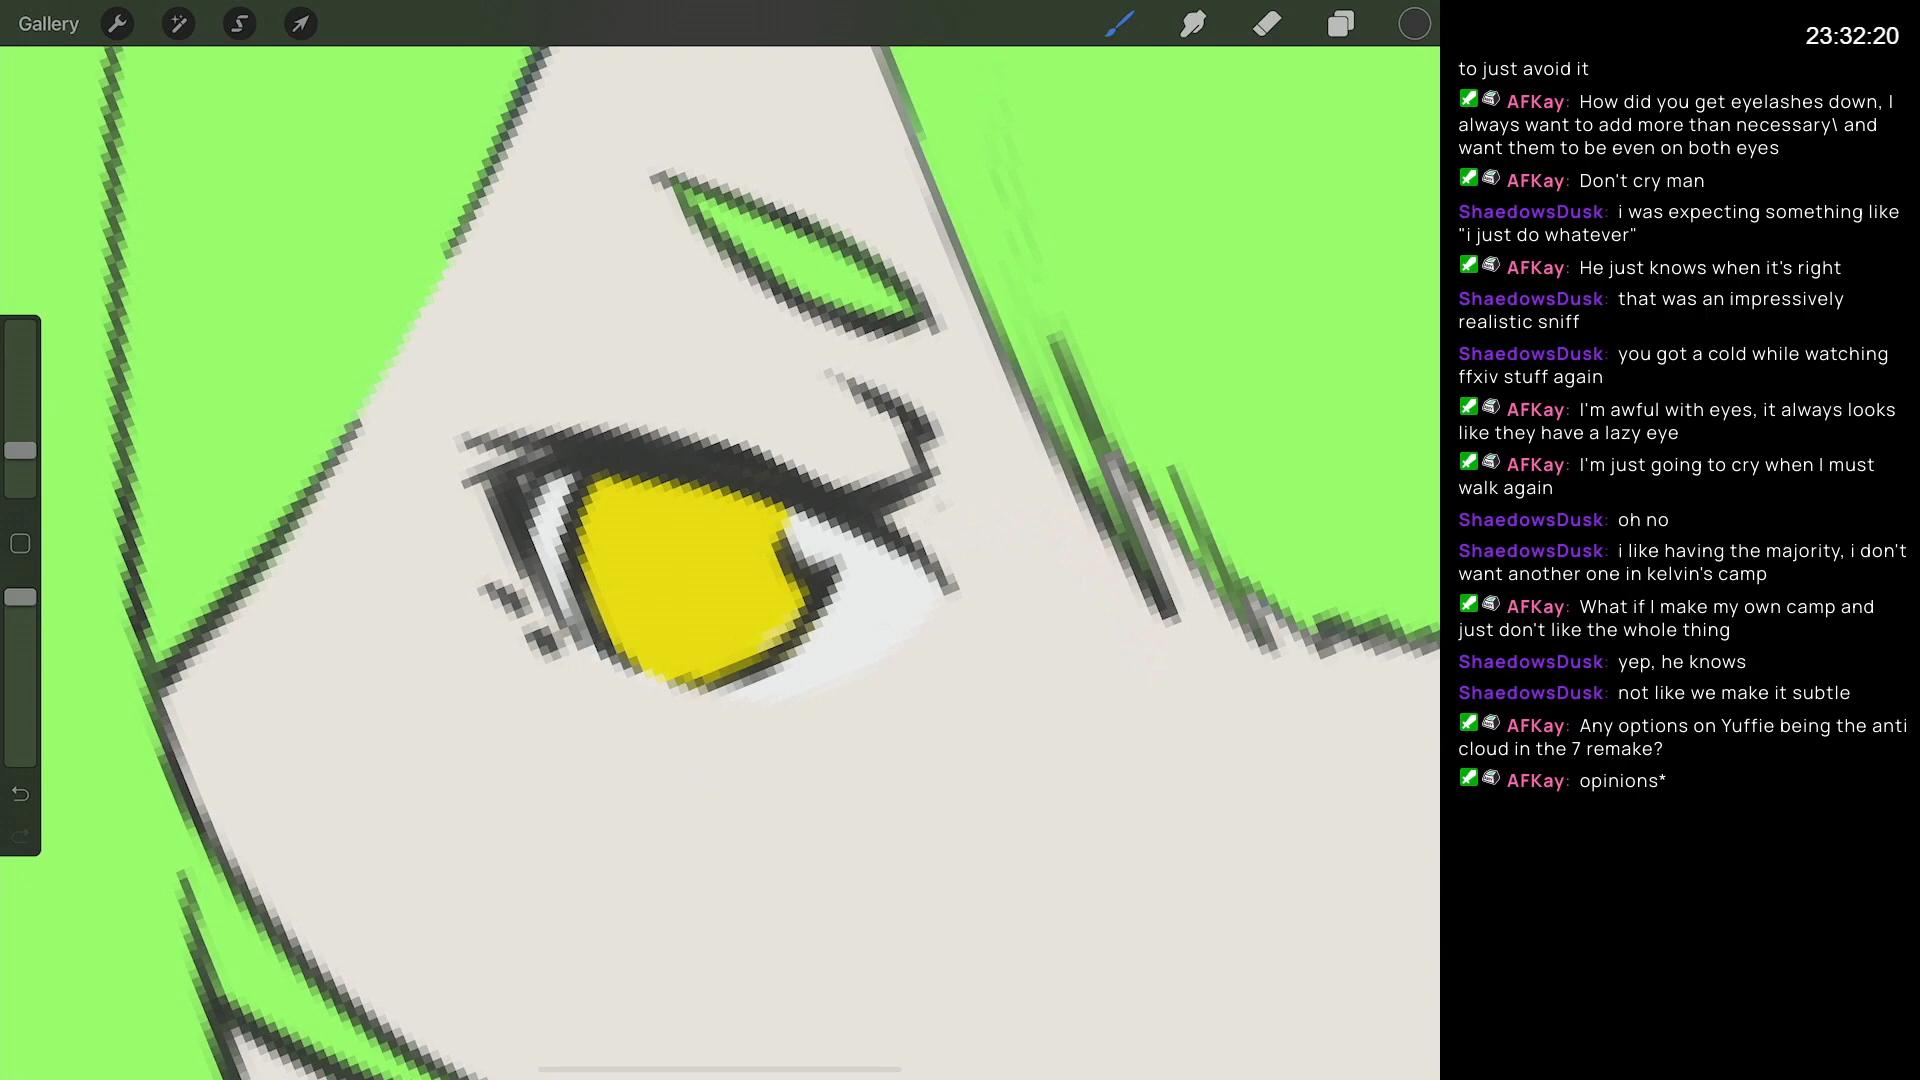 Gallery
23:32:20
to just avoid it
AFKay: How did you get eyelashes down, I
always want to add more than necessary\ and
want them to be even on both eyes
AFKay: Don't cry man
ShaedowsDusk: i was expecting something like
"i just do whatever"
AFKay: He just knows when it's right
ShaedowsDusk: that was an impressively
realistic sniff
ShaedowsDusk: you got a cold while watching
ffxiv stuff again
AFKay: I'm awful with eyes, it always looks
like they have a lazy eye
AFKay: I'm just going to cry when I must
walk again
ShaedowsDusk: oh no
ShaedowsDusk: i like having the majority, i don't
want another one in kelvin's camp
AFKay: What if I make my own camp and
just don't like the whole thing
ShaedowsDusk: yep, he knows
ShaedowsDusk: not like we make it subtle
AFKay: Any options on Yuffie being the anti
cloud in the 7 remake?
AFKay: opinions*